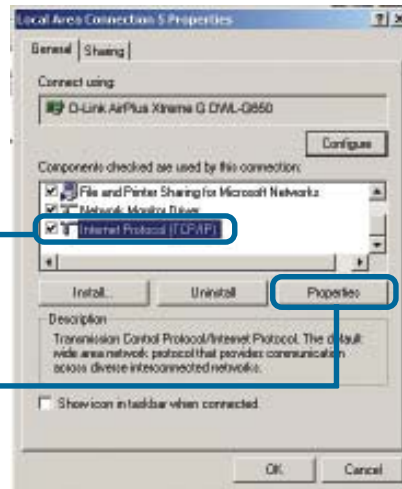 Local Area Connection 5 Properties
General
Sharing
Connect using:
D-Link AirPlus Xtreme G DWL-G650
Configure
Components checked are used by this connection:
File and Printer Sharing for Microsoft Networks
Network Monitor Driver
Internet Protocol (TCP/IP)
Install...
Uninstall
Properties
Description
Transmission Control Protocol/Internet Protocol. The default
wide area network protocol that provides communication
across diverse interconnected networks.
Show icon in taskbar when connected
OK
Cancel